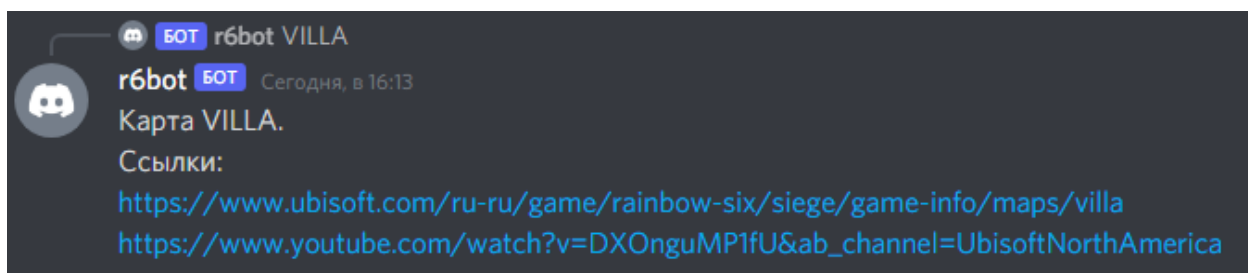 БОТ r6bot VILLA
r6bot БОТ Сегодня, в 16:13
Карта VILLA.
Ссылки:
https://www.ubisoft.com/ru-ru/game/rainbow-six/siege/game-info/maps/villa
https://www.youtube.com/watch?v=DXOnguMP1fU&ab_channel=UbisoftNorthAmerica